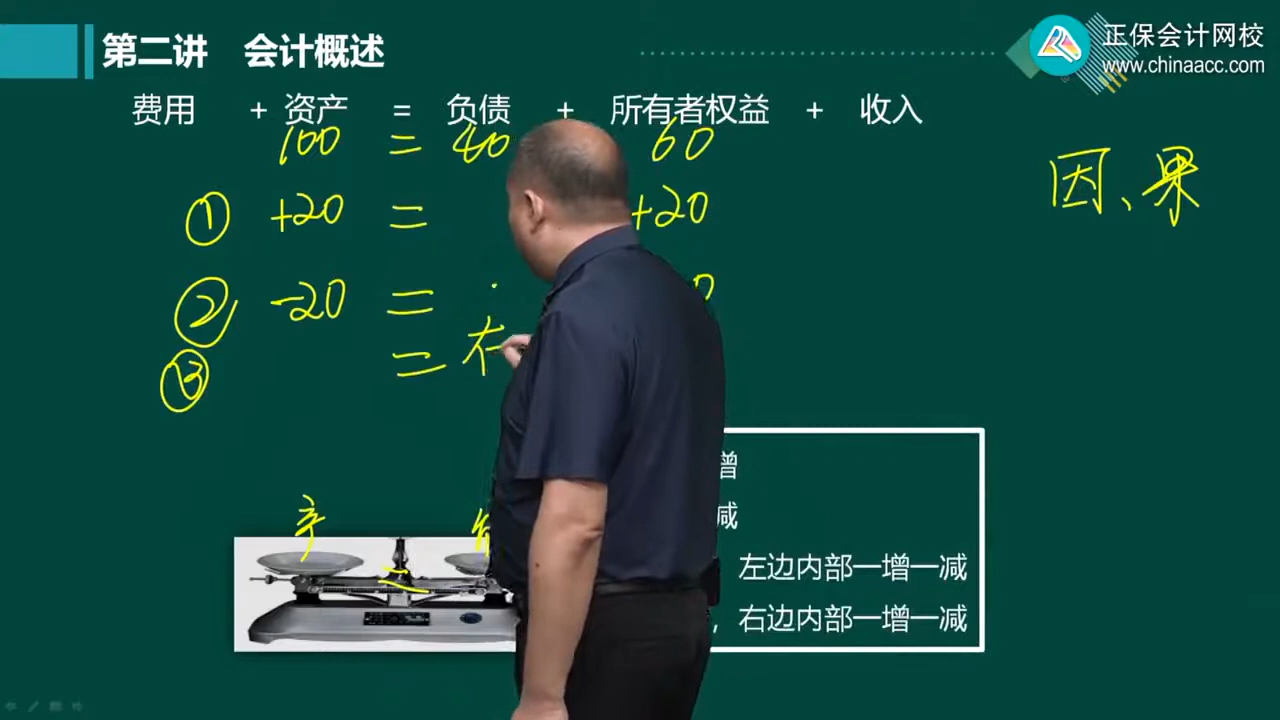 第二讲 会计概述
正保会计网校
www.chinaacc.com
费用 + 资产 = 负债 + 所有者权益 + 收入
100 = 40 60
因、果
① +20 = +20
② -20 = 0
③ =
增
减
产
=
左边内部一增一减
，右边内部一增一减